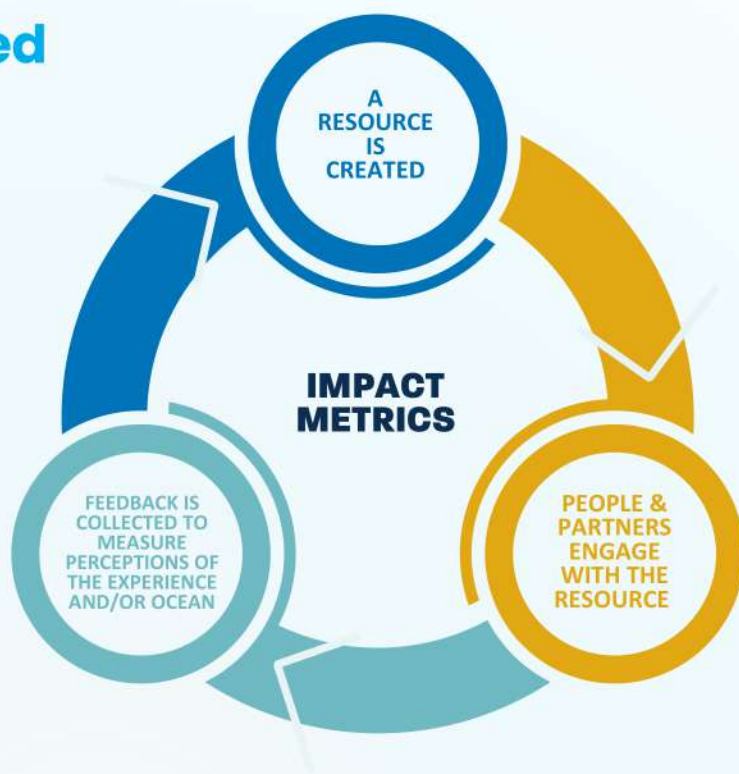 ed
A
RESOURCE
IS
CREATED
IMPACT
METRICS
PEOPLE &
PARTNERS
ENGAGE
WITH THE
RESOURCE
FEEDBACK IS
COLLECTED TO
MEASURE
PERCEPTIONS OF
THE EXPERIENCE
AND/OR OCEAN